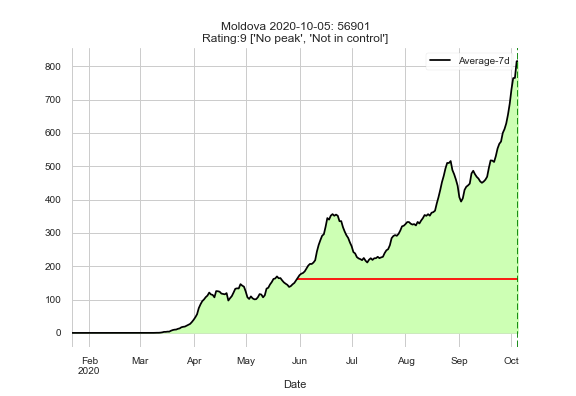 Moldova 2020-10-05: 56901
Rating:9 ['No peak', 'Not in control']
Average-7d
800
700
600
500
400
300
200
100
0
Feb Mar Apr May Jun Jul Aug Sep Oct
2020
Date